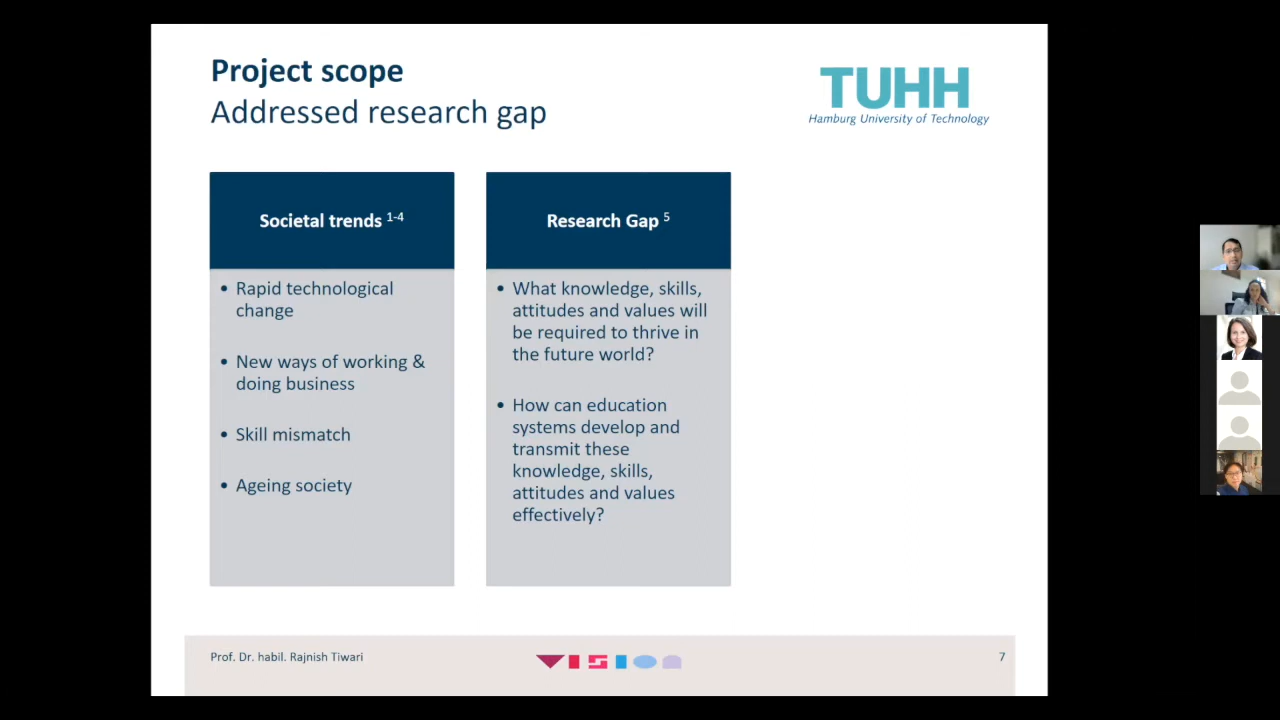 Project scope
Addressed research gap
TUHH
Hamburg University of Technology
Societal trends 1-4
• Rapid technological
change
• New ways of working &
doing business
• Skill mismatch
• Ageing society
Research Gap 5
• What knowledge, skills,
attitudes and values will
be required to thrive in
the future world?
• How can education
systems develop and
transmit these
knowledge, skills,
attitudes and values
effectively?
Prof. Dr. habil. Rajnish Tiwari
VISION
7